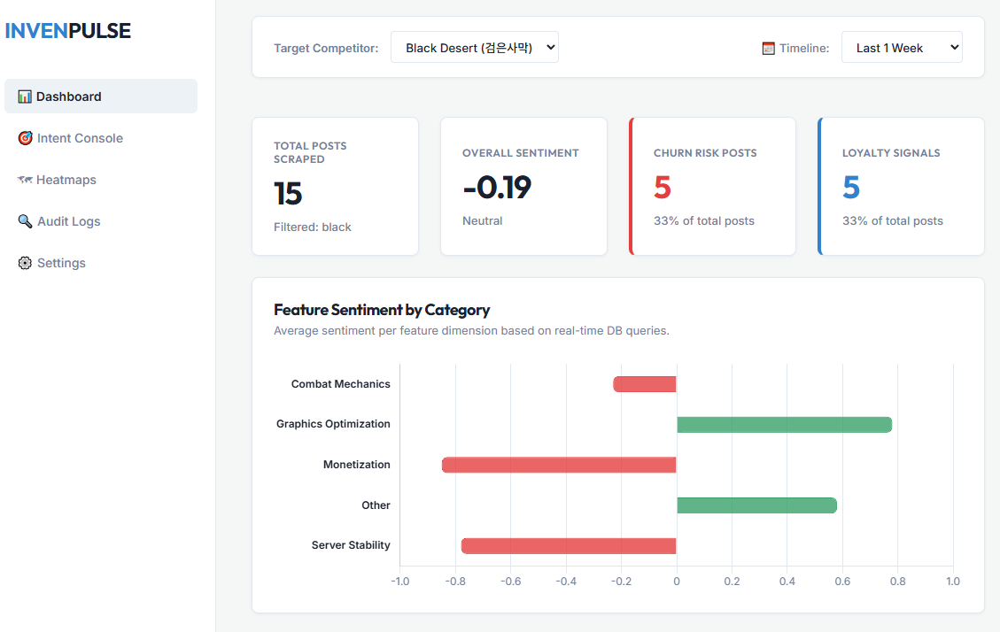 INVENPULSE
Dashboard
Intent Console
Heatmaps
Audit Logs
Settings
Target Competitor: Black Desert (검은사막)
Timeline: Last 1 Week
TOTAL POSTS
SCRAPED
15
Filtered: black
OVERALL SENTIMENT
-0.19
Neutral
CHURN RISK POSTS
5
33% of total posts
LOYALTY SIGNALS
5
33% of total posts
Feature Sentiment by Category
Average sentiment per feature dimension based on real-time DB queries.
Combat Mechanics
Graphics Optimization
Monetization
Other
Server Stability
-1.0 -0.8 -0.6 -0.4 -0.2 0 0.2 0.4 0.6 0.8 1.0